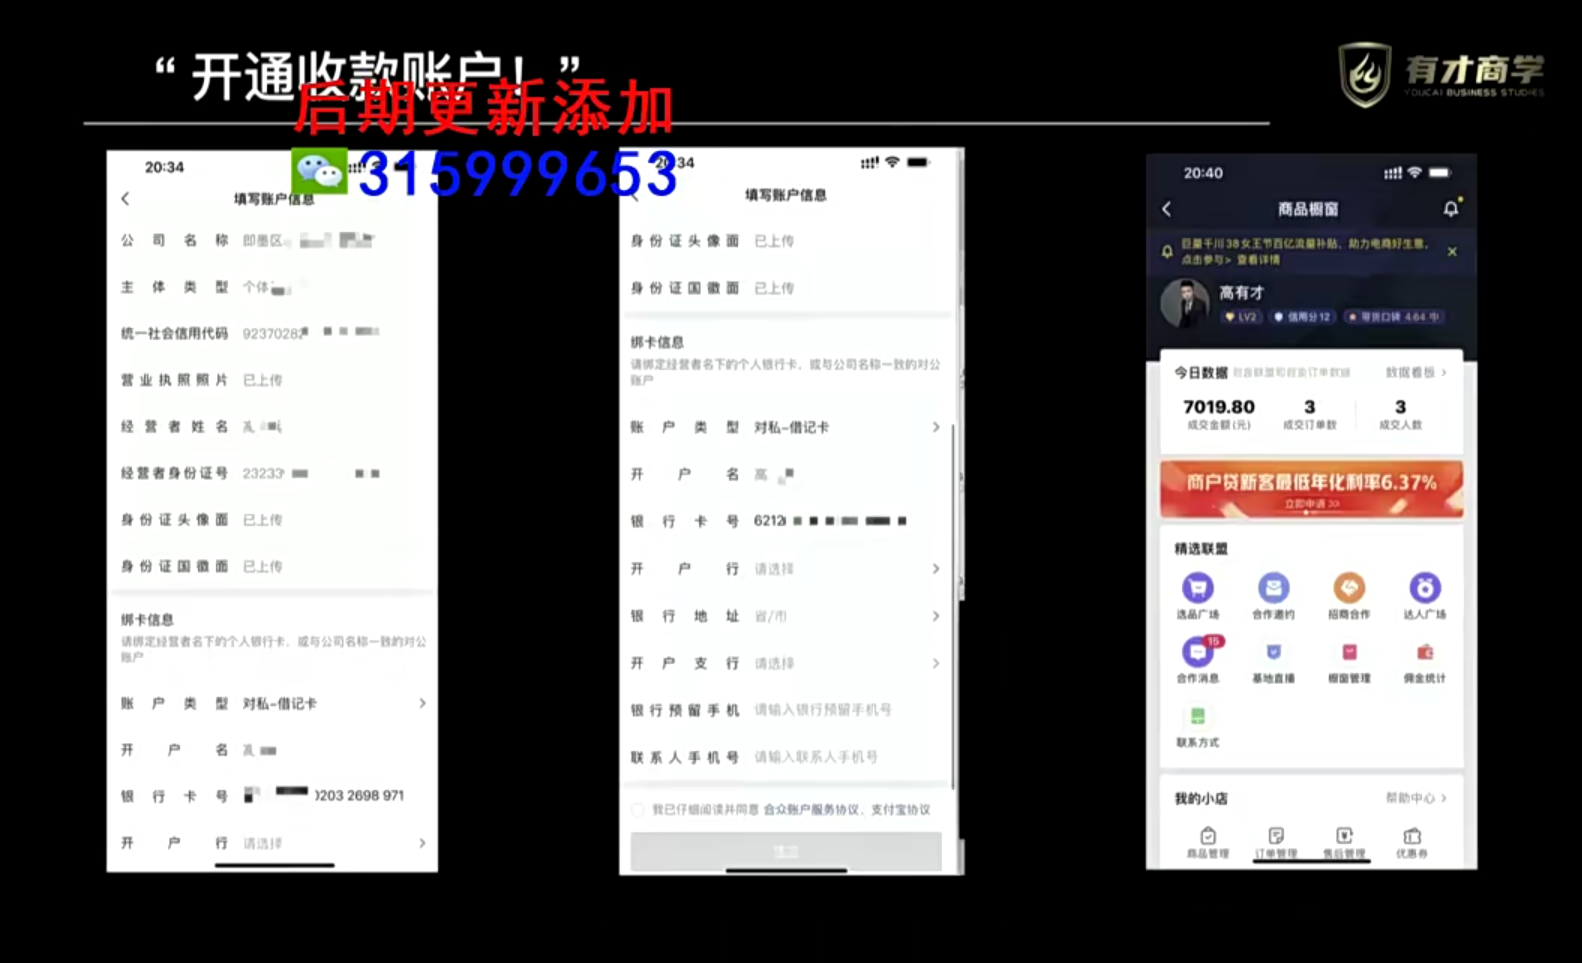 “开通收款账户！”
后期更新添加
315999653
有才商学
YOUCAI BUSINESS STUDIES
20:34
填写账户信息
公司名称 即墨区
主体类型 个体
统一社会信用代码 92370282
营业执照照片 已上传
经营者姓名
经营者身份证号 23233
身份证头像面 已上传
身份证国徽面 已上传
绑卡信息
请绑定经营者名下的个人银行卡，或与公司名称一致的对公
账户
账户类型 对私-借记卡
开户名
银行卡号 0203 2698 971
开户行 请选择
:34
填写账户信息
身份证头像面 已上传
身份证国徽面 已上传
绑卡信息
请绑定经营者名下的个人银行卡，或与公司名称一致的对公
账户
账户类型 对私-借记卡
开户名 高
银行卡号 6212
开户行 请选择
银行地址 省/市
开户支行 请选择
银行预留手机 请输入银行预留手机号
联系人手机号 请输入联系人手机号
我已仔细阅读并同意 合众账户服务协议、支付宝协议
20:40
商品橱窗
巨量千川38女王节百亿流量补贴、助力电商好生意，
点击参与> 查看详情
高有才
LV2 信用分12 带货口碑 4.64 中
今日数据 数据看板
7019.80 3 3
成交金额(元) 成交订单数 成交人数
商户贷新客最低年化利率6.37%
立即申请 >>
精选联盟
选品广场 合作邀约 招商合作 达人广场
15
合作消息 基地直播 橱窗管理 佣金统计
联系方式
我的小店 帮助中心
商品管理 订单管理 售后管理 优惠券